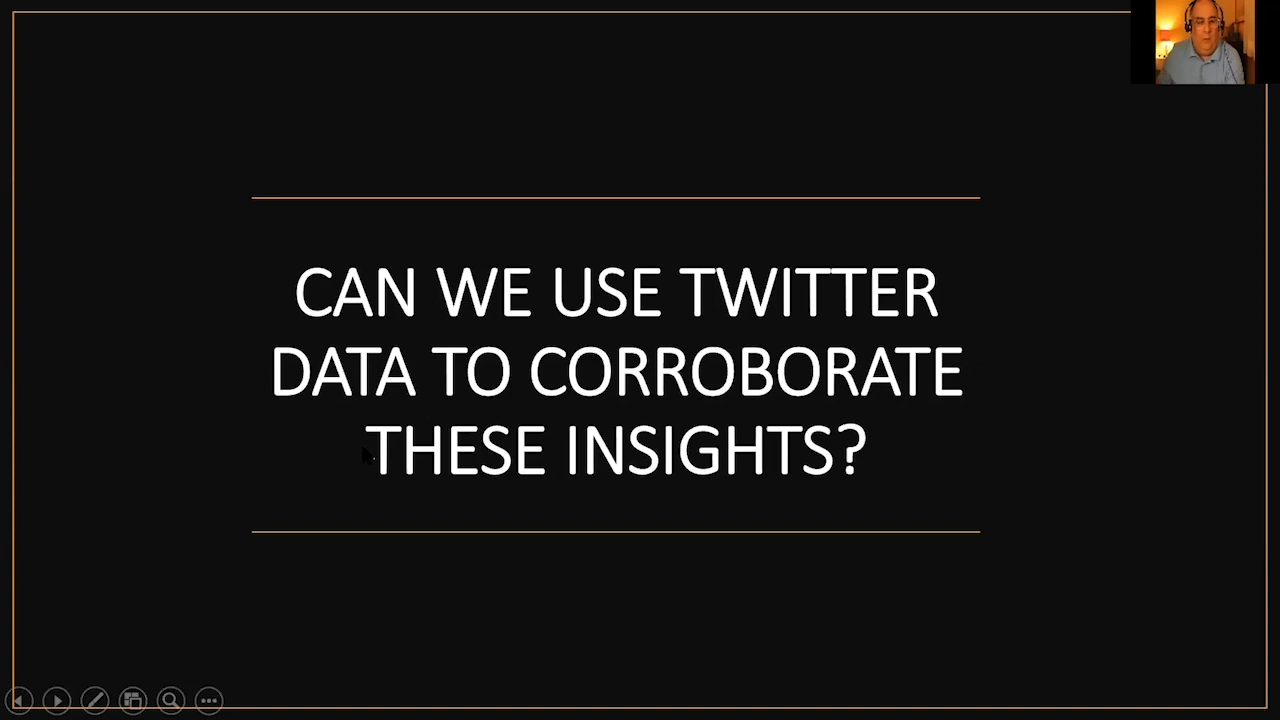 CAN WE USE TWITTER
DATA TO CORROBORATE
THESE INSIGHTS?